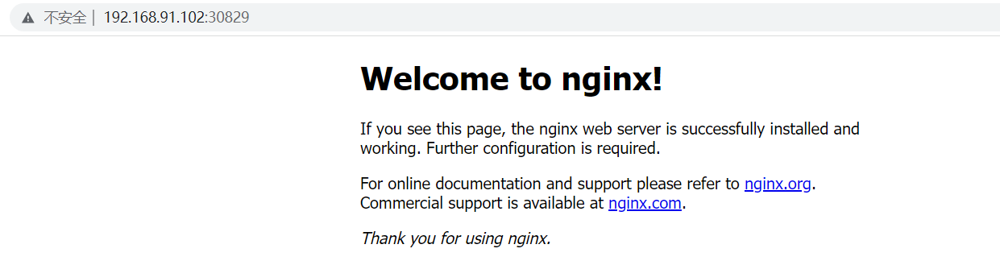 不安全 | 192.168.91.102:30829
Welcome to nginx!
If you see this page, the nginx web server is successfully installed and
working. Further configuration is required.
For online documentation and support please refer to nginx.org.
Commercial support is available at nginx.com.
Thank you for using nginx.